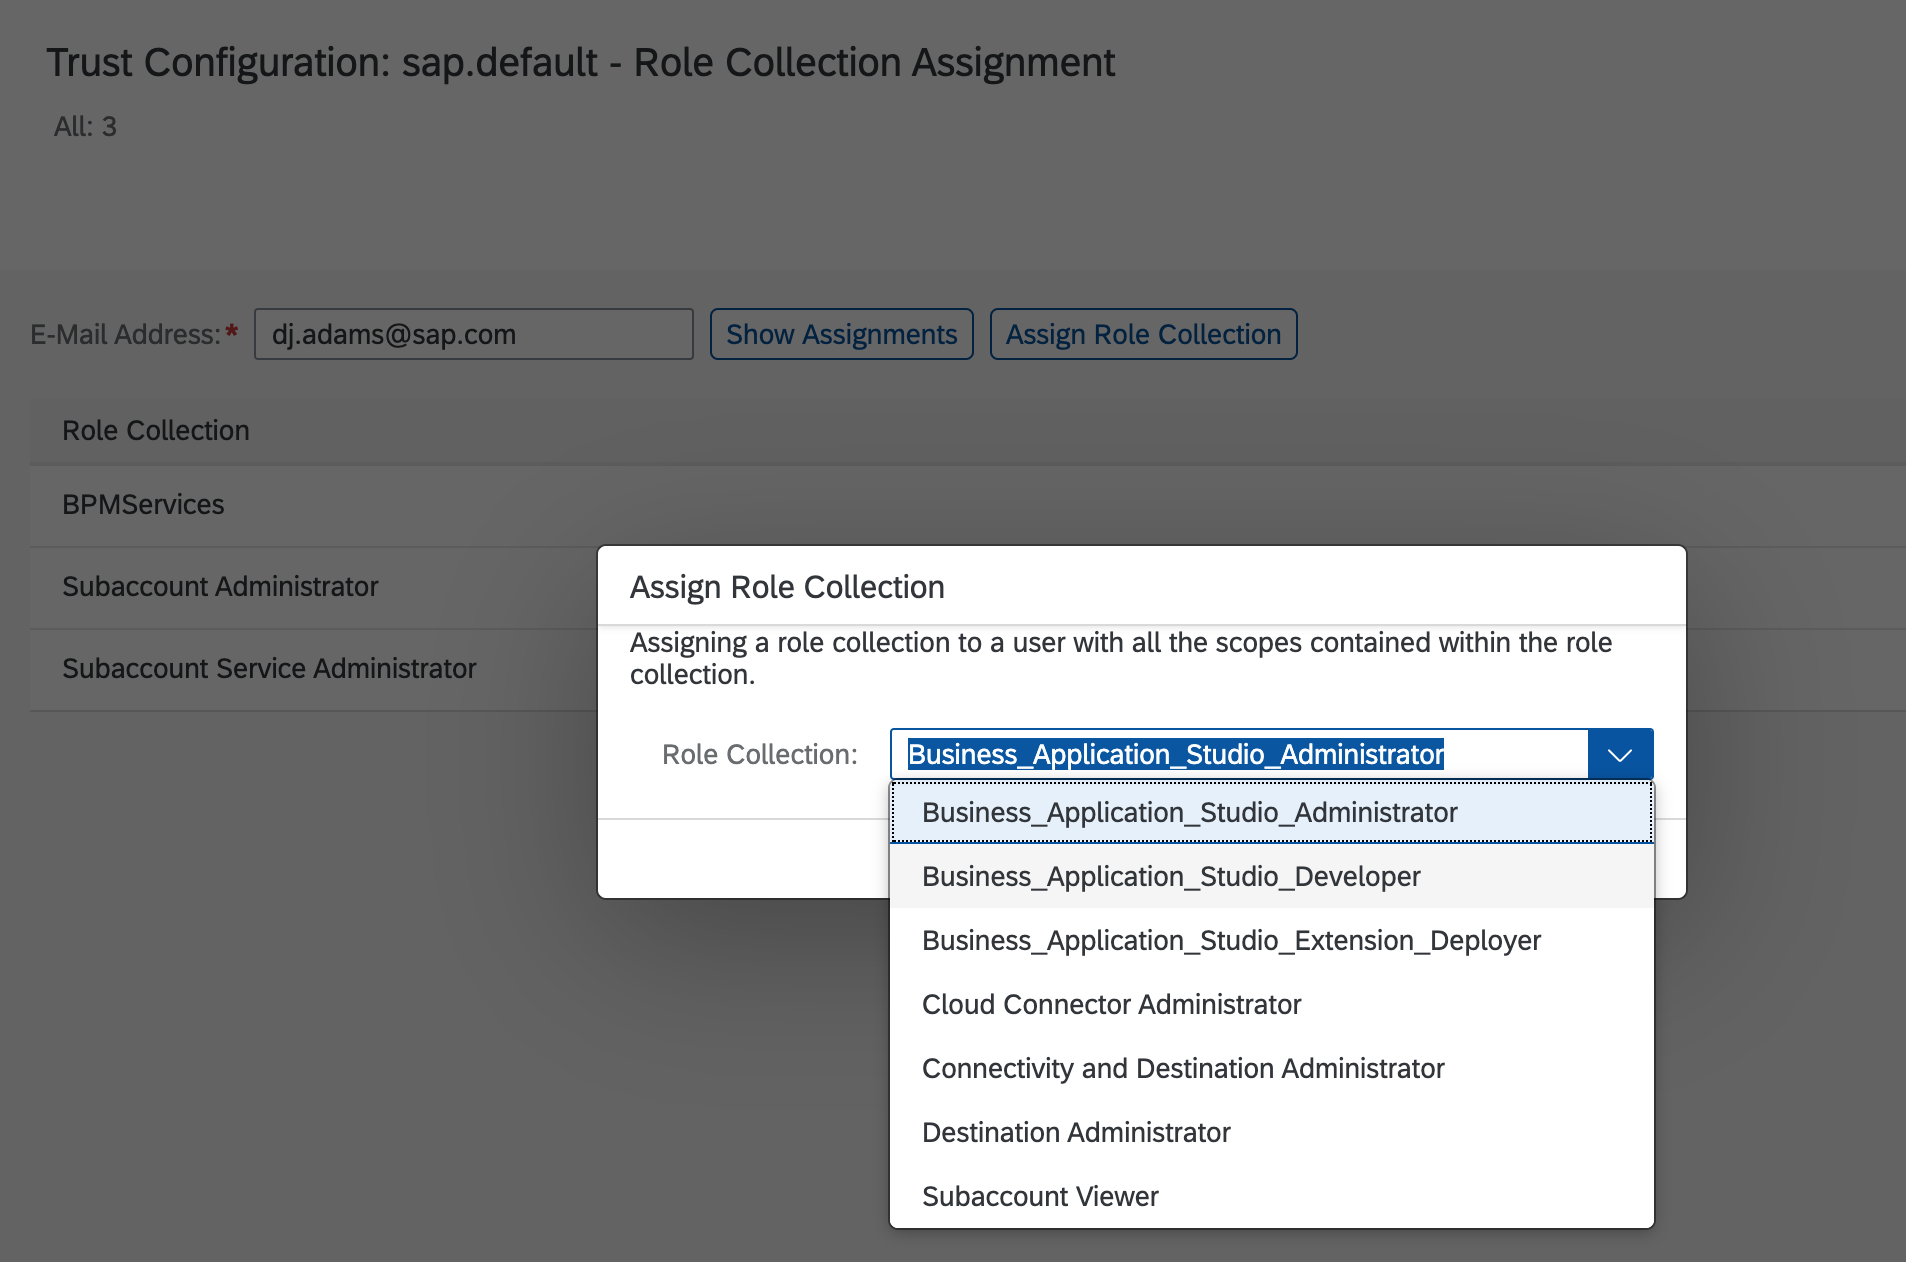 Trust Configuration: sap.default - Role Collection Assignment
All: 3
E-Mail Address:* dj.adams@sap.com Show Assignments Assign Role Collection
Role Collection
BPMServices
Subaccount Administrator
Subaccount Service Administrator
Assign Role Collection
Assigning a role collection to a user with all the scopes contained within the role
collection.
Role Collection: Business_Application_Studio_Administrator
Business_Application_Studio_Administrator
Business_Application_Studio_Developer
Business_Application_Studio_Extension_Deployer
Cloud Connector Administrator
Connectivity and Destination Administrator
Destination Administrator
Subaccount Viewer